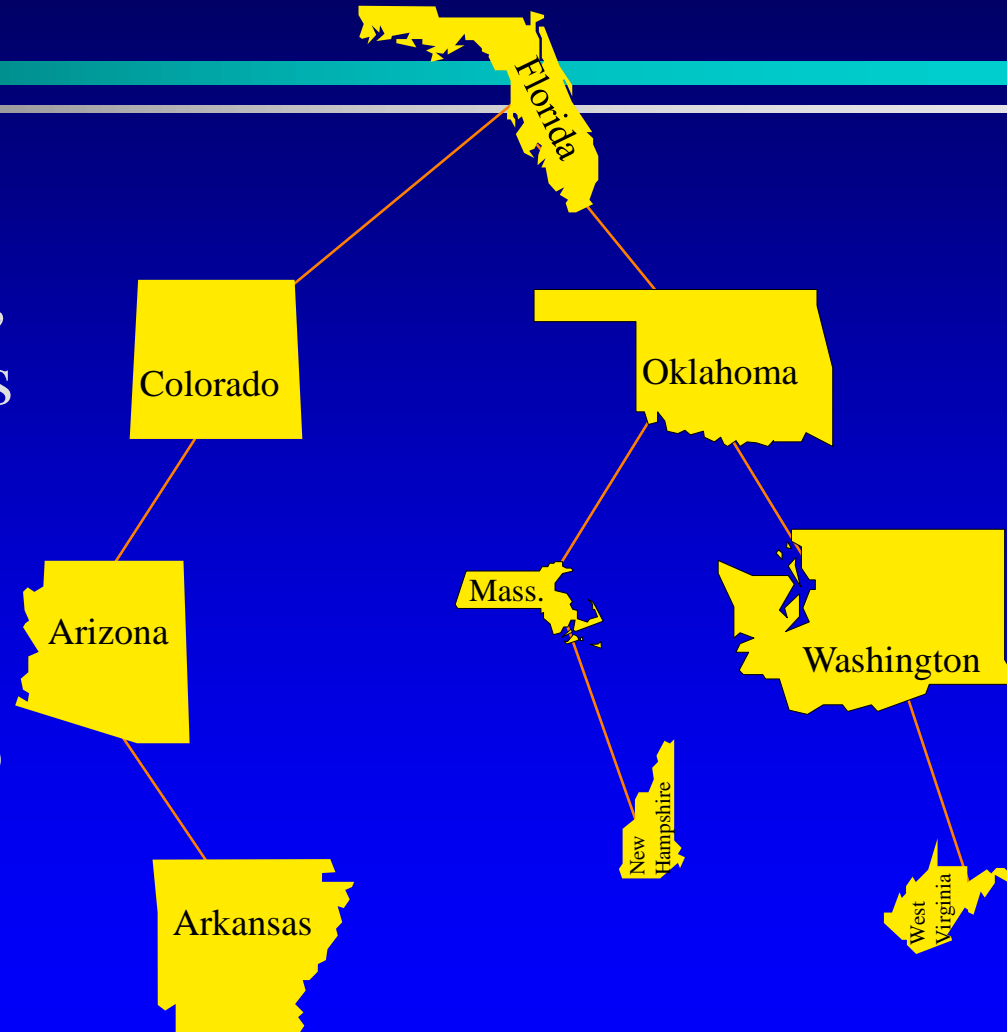 Florida
Colorado
Oklahoma
Mass.
Arizona
Washington
New
Hampshire
West
Virginia
Arkansas